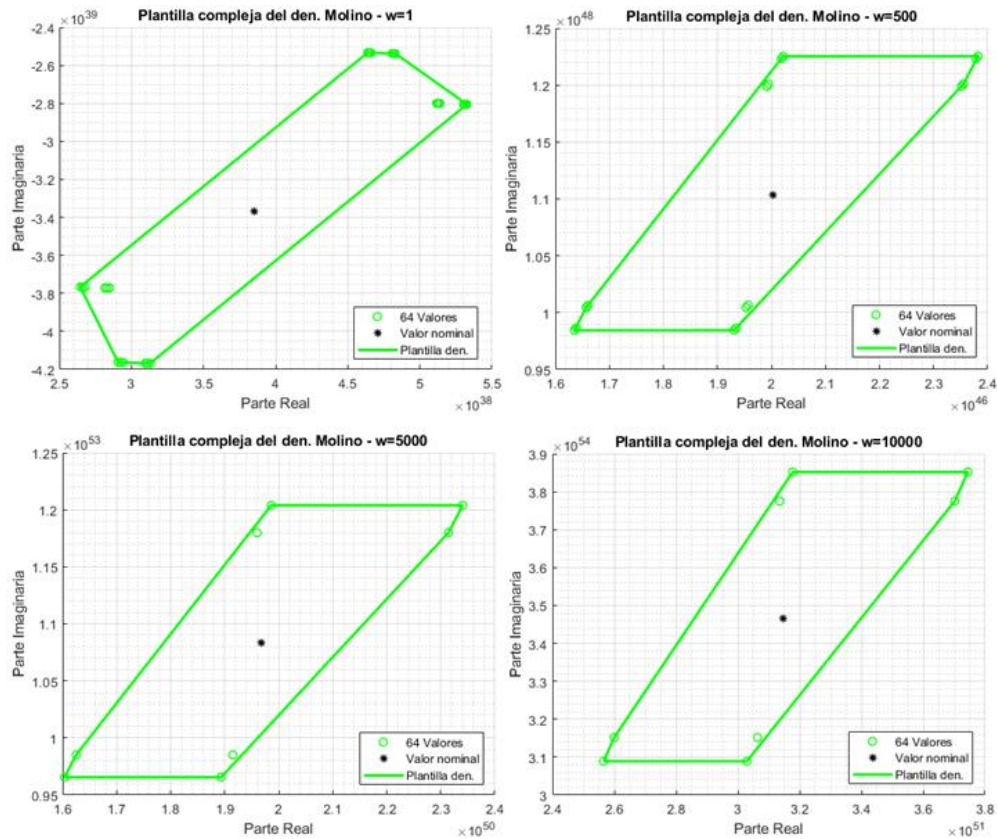 Plantilla compleja del den. Molino - w=1
×10^39
-2.4
-2.6
-2.8
-3
-3.2
-3.4
-3.6
-3.8
-4
-4.2
Parte Imaginaria
2.5 3 3.5 4 4.5 5 5.5
Parte Real
×10^38
64 Valores
Valor nominal
Plantilla den.
Plantilla compleja del den. Molino - w=500
×10^48
1.25
1.2
1.15
1.1
1.05
1
0.95
Parte Imaginaria
1.6 1.7 1.8 1.9 2 2.1 2.2 2.3 2.4
Parte Real
×10^46
64 Valores
Valor nominal
Plantilla den.
Plantilla compleja del den. Molino - w=5000
×10^53
1.25
1.2
1.15
1.1
1.05
1
0.95
Parte Imaginaria
1.6 1.7 1.8 1.9 2 2.1 2.2 2.3 2.4
Parte Real
×10^50
64 Valores
Valor nominal
Plantilla den.
Plantilla compleja del den. Molino - w=10000
×10^54
3.9
3.8
3.7
3.6
3.5
3.4
3.3
3.2
3.1
3
Parte Imaginaria
2.4 2.6 2.8 3 3.2 3.4 3.6 3.8
Parte Real
×10^51
64 Valores
Valor nominal
Plantilla den.